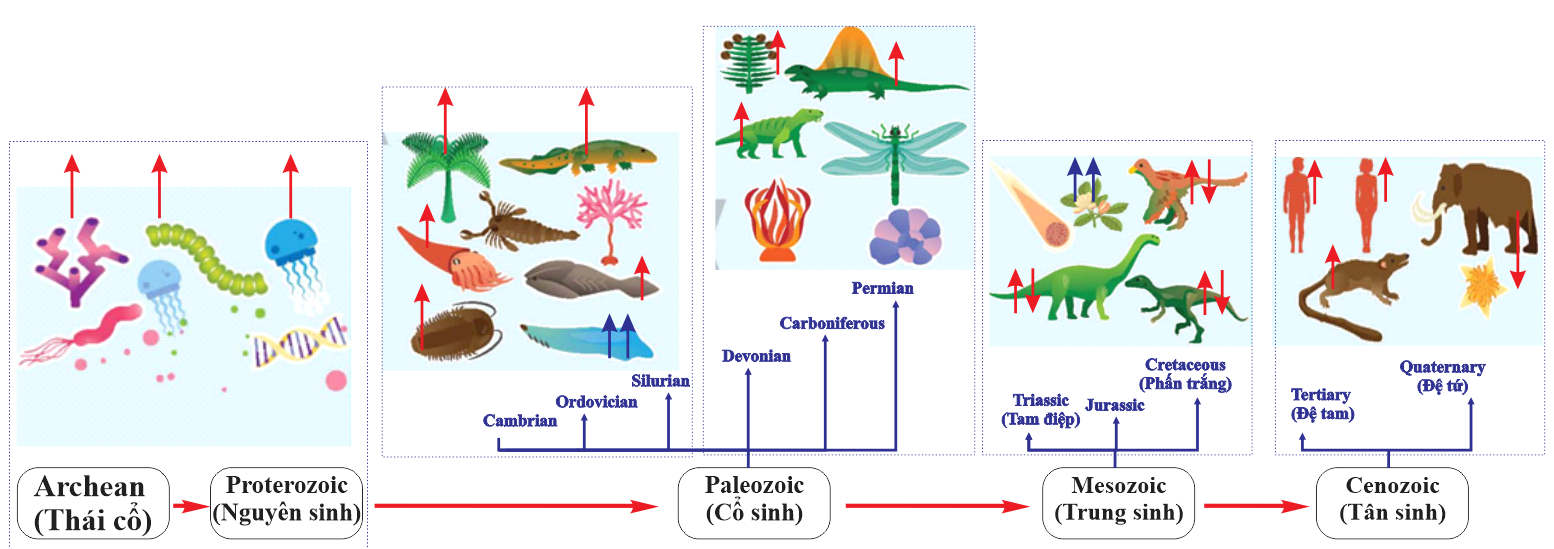 Permian
Carboniferous
Devonian
Silurian
Ordovician
Cambrian
Cretaceous
(Phấn trắng)
Triassic
(Tam điệp)
Jurassic
Quaternary
(Đệ tứ)
Tertiary
(Đệ tam)
Archean
(Thái cổ)
Proterozoic
(Nguyên sinh)
Paleozoic
(Cổ sinh)
Mesozoic
(Trung sinh)
Cenozoic
(Tân sinh)